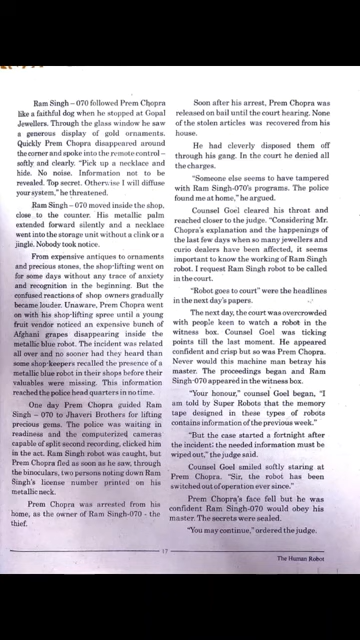 Ram Singh – 070 followed Prem Chopra
like a faithful dog when he stopped at Gopal
Jewellers. Through the glass window he saw
a generous display of gold ornaments.
Quickly Prem Chopra disappeared around
the corner and spoke into the remote control –
softly and clearly. "Pick up a necklace and
hide. No noise. Information not to be
revealed. Top secret. Otherwise I will diffuse
your system," he threatened.
Ram Singh – 070 moved inside the shop,
close to the counter. His metallic palm
extended forward silently and a necklace
went into the storage unit without a clink or a
jingle. Nobody took notice.
From expensive antiques to ornaments
and precious stones, the shop-lifting went on
for some days without any trace of anxiety
and recognition in the beginning. But the
confused reactions of shop owners gradually
became louder. Unaware, Prem Chopra went
on with his shop-lifting spree until a young
fruit vendor noticed an expensive bunch of
Afghani grapes disappearing inside the
metallic blue robot. The incident was related
all over and no sooner had they heard than
some shop-keepers recalled the presence of a
metallic blue robot in their shops before their
valuables were missing. This information
reached the police head quarters in no time.
One day Prem Chopra guided Ram
Singh – 070 to Jhaveri Brothers for lifting
precious gems. The police was waiting in
readiness and the computerized cameras
capable of split second recording, clicked him
in the act. Ram Singh robot was caught, but
Prem Chopra fled as soon as he saw, through
the binoculars, two persons noting down Ram
Singh's license number printed on his
metallic neck.
Prem Chopra was arrested from his
home, as the owner of Ram Singh-070 - the
thief.
Soon after his arrest, Prem Chopra was
released on bail until the court hearing. None
of the stolen articles was recovered from his
house.
He had cleverly disposed them off
through his gang. In the court he denied all
the charges.
"Someone else seems to have tampered
with Ram Singh-070's programs. The police
found me at home," he argued.
Counsel Goel cleared his throat and
reached closer to the judge. "Considering Mr.
Chopra's explanation and the happenings of
the last few days when so many jewellers and
curio dealers have been affected, it seems
important to know the working of Ram Singh
robot. I request Ram Singh robot to be called
in the court.
"Robot goes to court" were the headlines
in the next day's papers.
The next day, the court was overcrowded
with people keen to watch a robot in the
witness box. Counsel Goel was ticking
points till the last moment. He appeared
confident and crisp but so was Prem Chopra.
Never would this machine man betray his
master. The proceedings began and Ram
Singh-070 appeared in the witness box.
"Your honour," counsel Goel began, "I
am told by Super Robots that the memory
tape designed in these types of robots
contains information of the previous week."
"But the case started a fortnight after
the incident; the needed information must be
wiped out," the judge said.
Counsel Goel smiled softly staring at
Prem Chopra. "Sir, the robot has been
switched out of operation ever since."
Prem Chopra's face fell but he was
confident Ram Singh-070 would obey his
master. The secrets were sealed.
"You may continue," ordered the judge.
17
The Human Robot